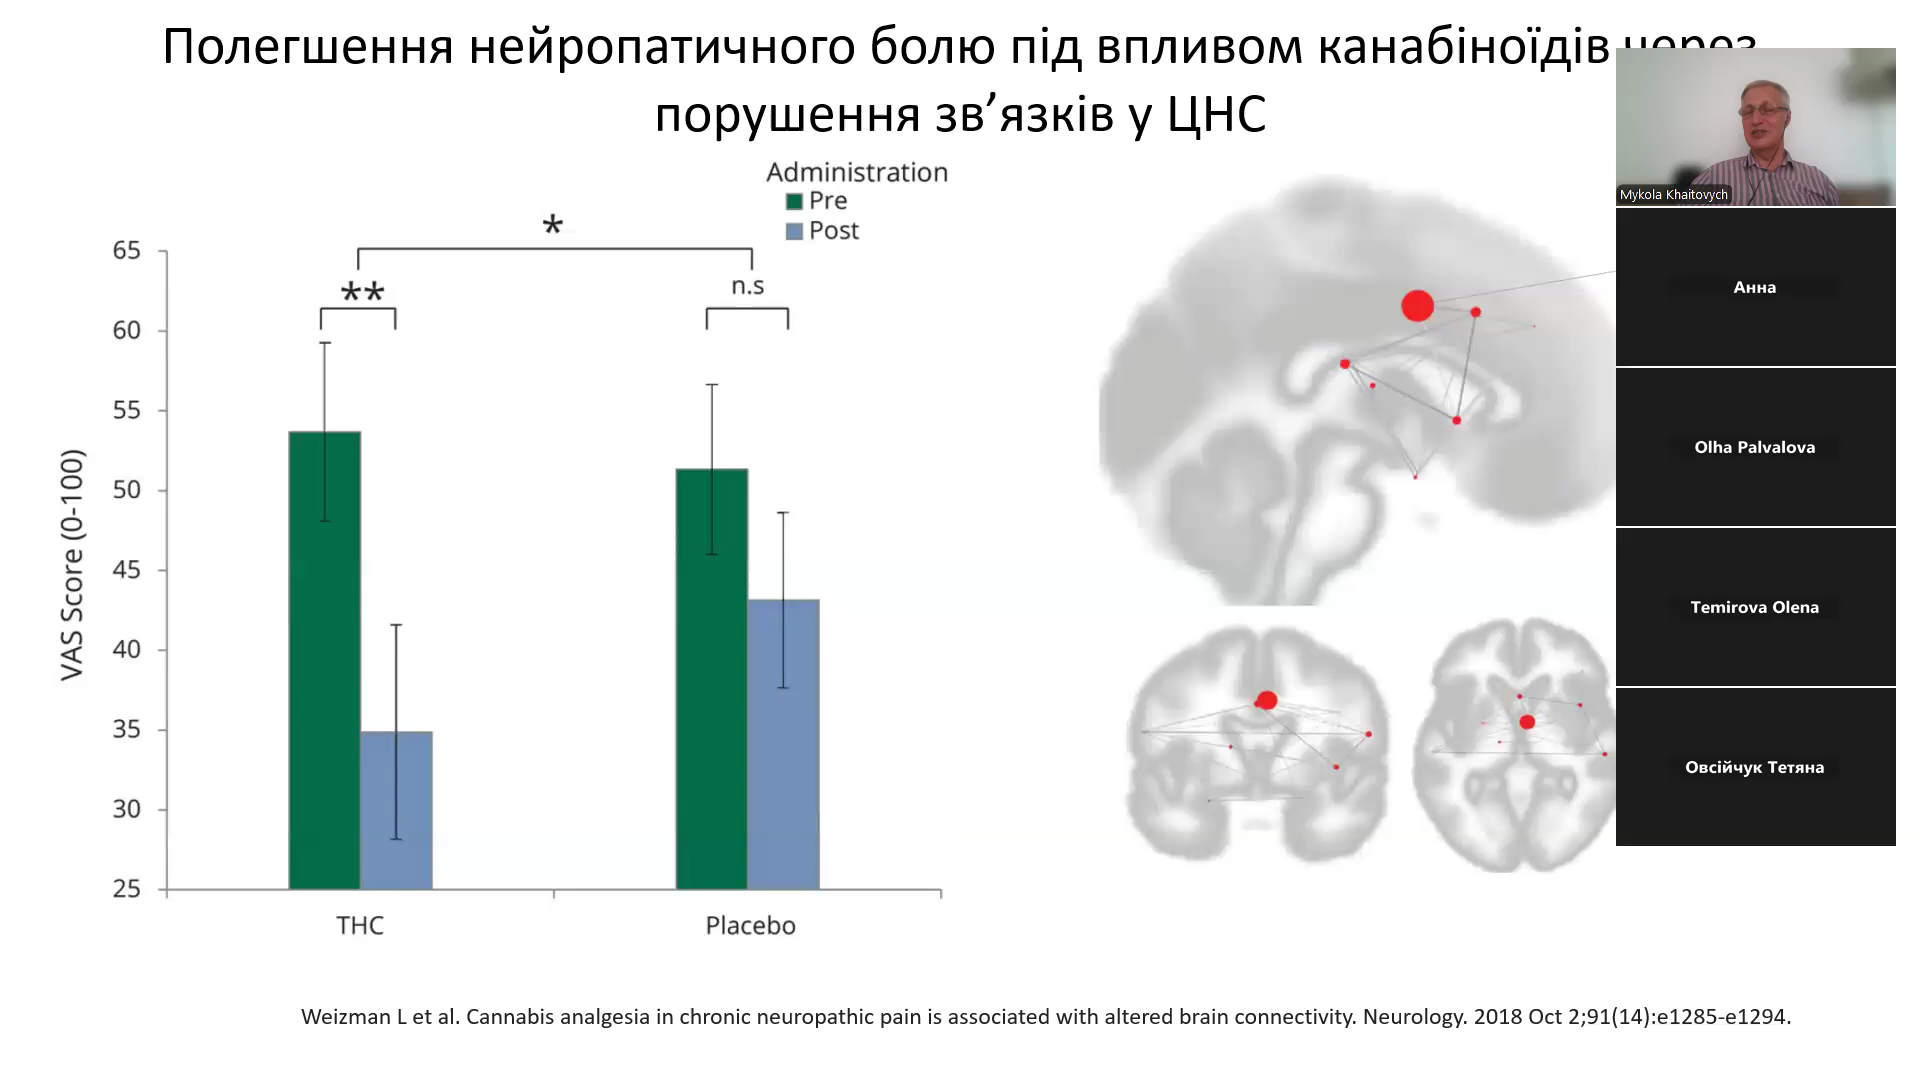 Полегшення нейропатичного болю під впливом канабіноїдів через
порушення зв’язків у ЦНС
Administration
Pre
Post
*
**
n.s
65
60
55
50
45
40
35
30
25
VAS Score (0-100)
THC
Placebo
Weizman L et al. Cannabis analgesia in chronic neuropathic pain is associated with altered brain connectivity. Neurology. 2018 Oct 2;91(14):e1285-e1294.
Mykola Khaitovych
Анна
Olha Palvalova
Temirova Olena
Овсійчук Тетяна